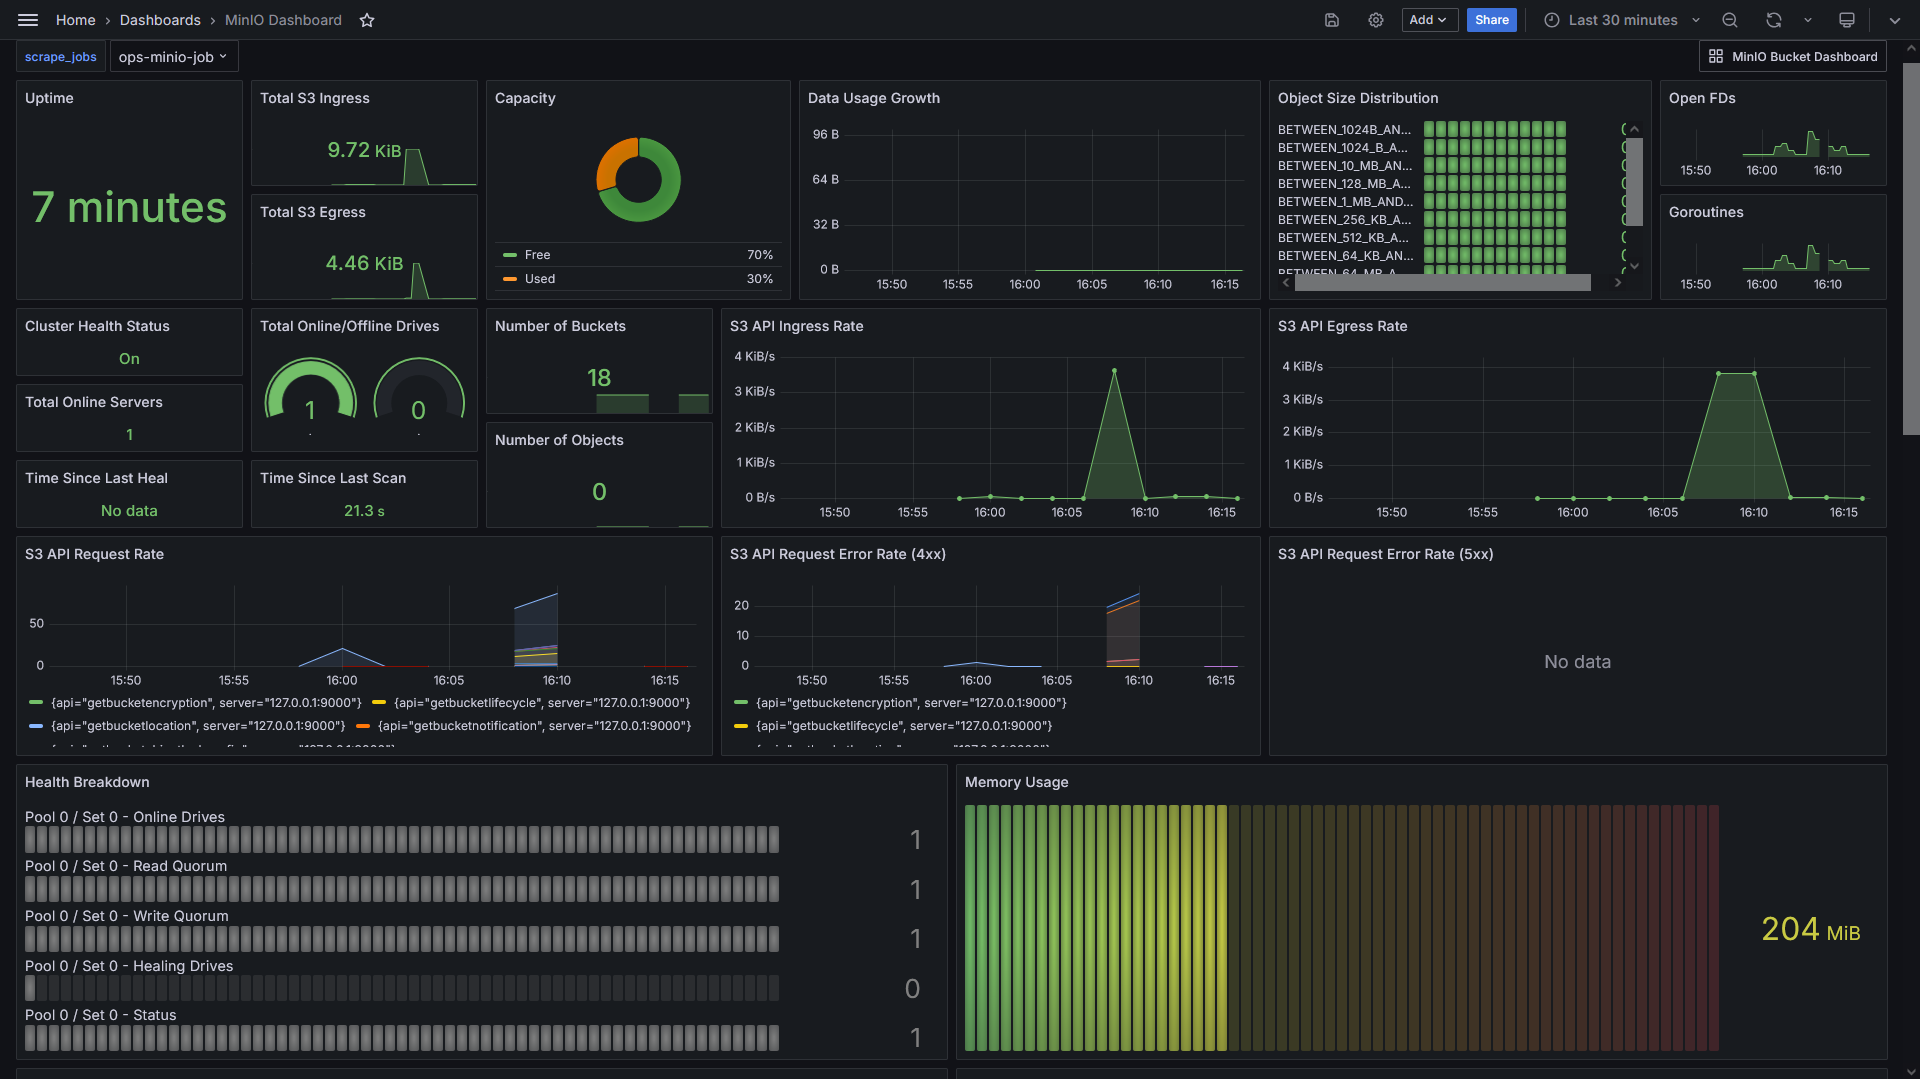 Home › Dashboards › MinIO Dashboard
Add
Share
Last 30 minutes
scrape_jobs
ops-minio-job
MinIO Bucket Dashboard
Uptime
7 minutes
Total S3 Ingress
9.72 KiB
Total S3 Egress
4.46 KiB
Capacity
Free 70%
Used 30%
Data Usage Growth
96 B
64 B
32 B
0 B
15:50 15:55 16:00 16:05 16:10 16:15
Object Size Distribution
BETWEEN_1024B_AN...
BETWEEN_1024_B_A...
BETWEEN_10_MB_AN...
BETWEEN_128_MB_A...
BETWEEN_1_MB_AND...
BETWEEN_256_KB_A...
BETWEEN_512_KB_A...
BETWEEN_64_KB_AN...
BETWEEN_64_MB_A...
Open FDs
15:50 16:00 16:10
Goroutines
15:50 16:00 16:10
Cluster Health Status
On
Total Online Servers
1
Time Since Last Heal
No data
Total Online/Offline Drives
1 0
Time Since Last Scan
21.3 s
Number of Buckets
18
Number of Objects
0
S3 API Ingress Rate
4 KiB/s
3 KiB/s
2 KiB/s
1 KiB/s
0 B/s
15:50 15:55 16:00 16:05 16:10 16:15
S3 API Egress Rate
4 KiB/s
3 KiB/s
2 KiB/s
1 KiB/s
0 B/s
15:50 15:55 16:00 16:05 16:10 16:15
S3 API Request Rate
50
0
15:50 15:55 16:00 16:05 16:10 16:15
{api="getbucketencryption", server="127.0.0.1:9000"} {api="getbucketlifecycle", server="127.0.0.1:9000"}
{api="getbucketlocation", server="127.0.0.1:9000"} {api="getbucketnotification", server="127.0.0.1:9000"}
S3 API Request Error Rate (4xx)
20
10
0
15:50 15:55 16:00 16:05 16:10 16:15
{api="getbucketencryption", server="127.0.0.1:9000"}
{api="getbucketlifecycle", server="127.0.0.1:9000"}
S3 API Request Error Rate (5xx)
No data
Health Breakdown
Pool 0 / Set 0 - Online Drives
1
Pool 0 / Set 0 - Read Quorum
1
Pool 0 / Set 0 - Write Quorum
1
Pool 0 / Set 0 - Healing Drives
0
Pool 0 / Set 0 - Status
1
Memory Usage
204 MiB